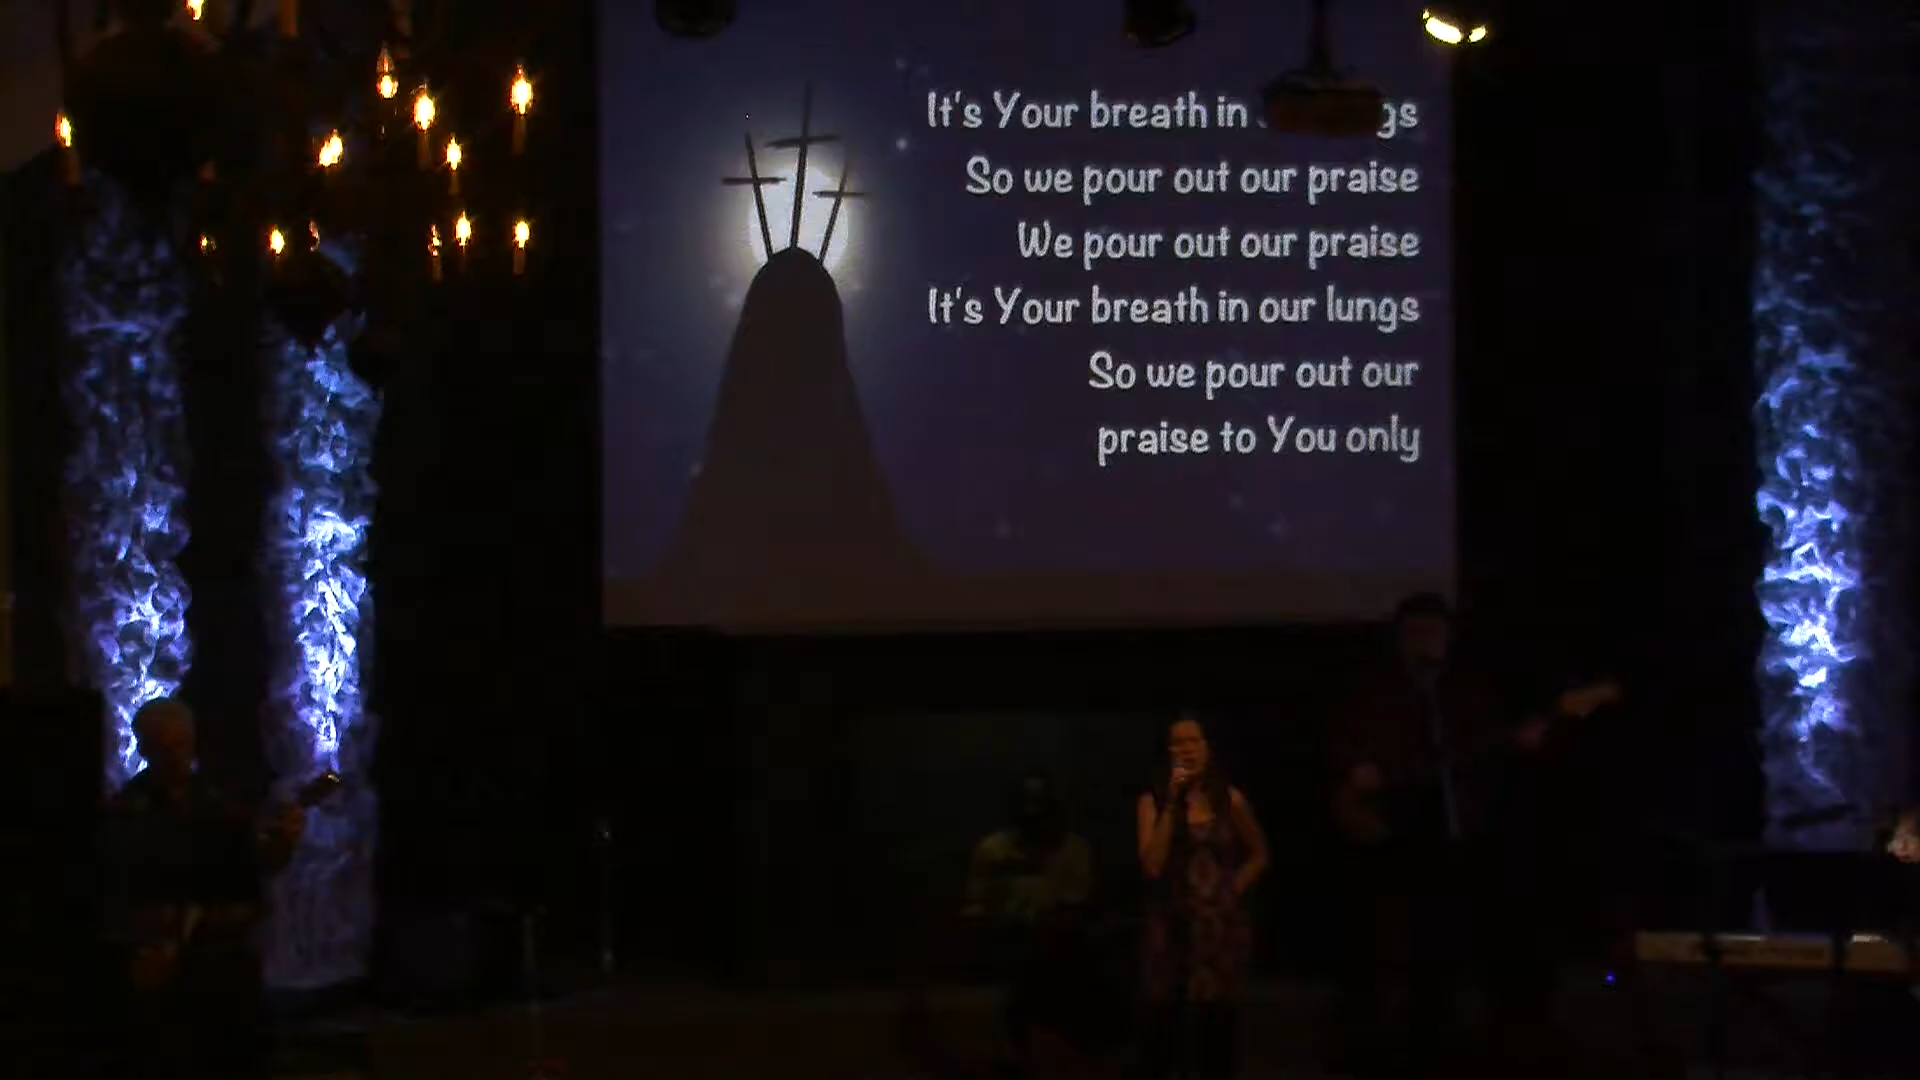 It's Your breath in gs
So we pour out our praise
We pour out our praise
It's Your breath in our lungs
So we pour out our
praise to You only